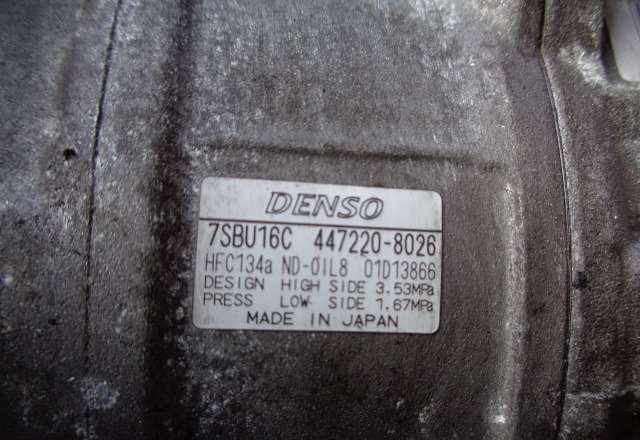 DENSO
7SBU16C 447220-8026
HFC134a ND-OIL8 01D13866
DESIGN HIGH SIDE 3.53MPa
PRESS LOW SIDE 1.67MPa
MADE IN JAPAN